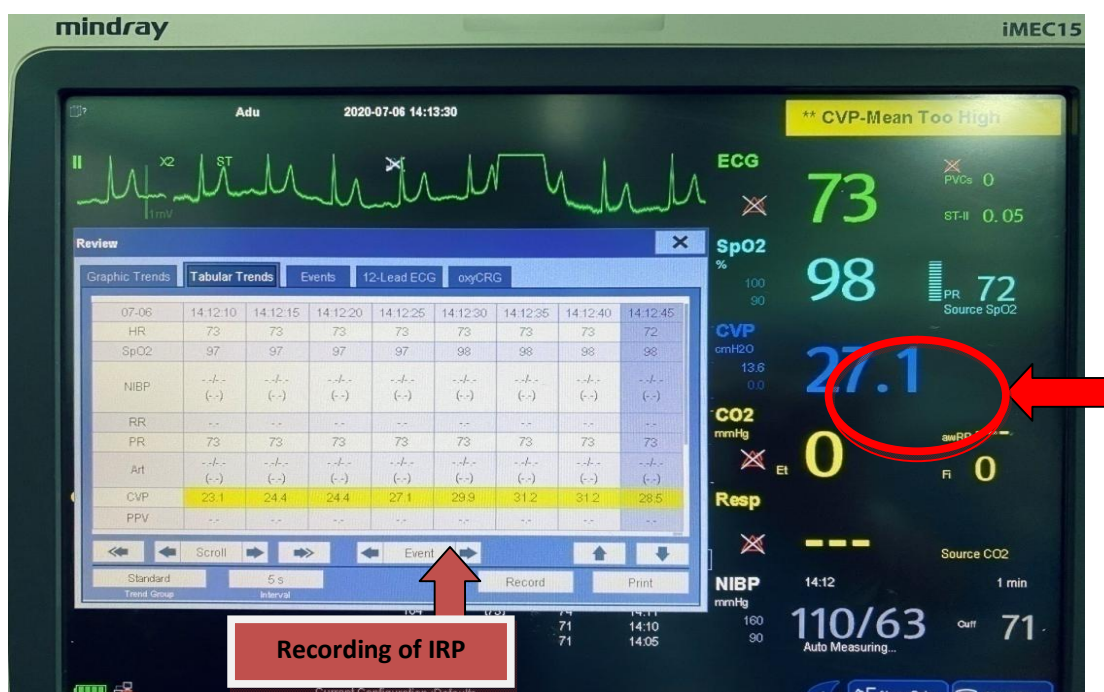 mindray
iMEC15
Adu 2020-07-06 14:13:30 ** CVP-Mean Too High
II X2 ST
1mV
ECG
73
PVCs 0
ST-II 0.05
SpO2
%
100
90
98
PR 72
Source SpO2
CVP
cmH2O
13.6
0.0
27.1
CO2
mmHg
Et 0
awRR
Fi 0
Resp
---
Source CO2
NIBP 14:12 1 min
mmHg
160
90
110/63
Cuff 71
Auto Measuring...
Review
Graphic Trends Tabular Trends Events 12-Lead ECG oxyCRG
07-06 14:12:10 14:12:15 14:12:20 14:12:25 14:12:30 14:12:35 14:12:40 14:12:45
HR 73 73 73 73 73 73 73 72
SpO2 97 97 97 97 98 98 98 98
NIBP --/-- --/-- --/-- --/-- --/-- --/-- --/-- --/--
(--) (--) (--) (--) (--) (--) (--) (--)
RR -- -- -- -- -- -- -- --
PR 73 73 73 73 73 73 73 73
Art --/-- --/-- --/-- --/-- --/-- --/-- --/-- --/--
(--) (--) (--) (--) (--) (--) (--) (--)
CVP 23.1 24.4 24.4 27.1 29.9 31.2 31.2 28.5
PPV -.- -.- -.- -.- -.- -.- -.- -.-
Scroll Event
Standard 5 s Record Print
Trend Group Interval
74 14:11
71 14:10
71 14:05
Recording of IRP